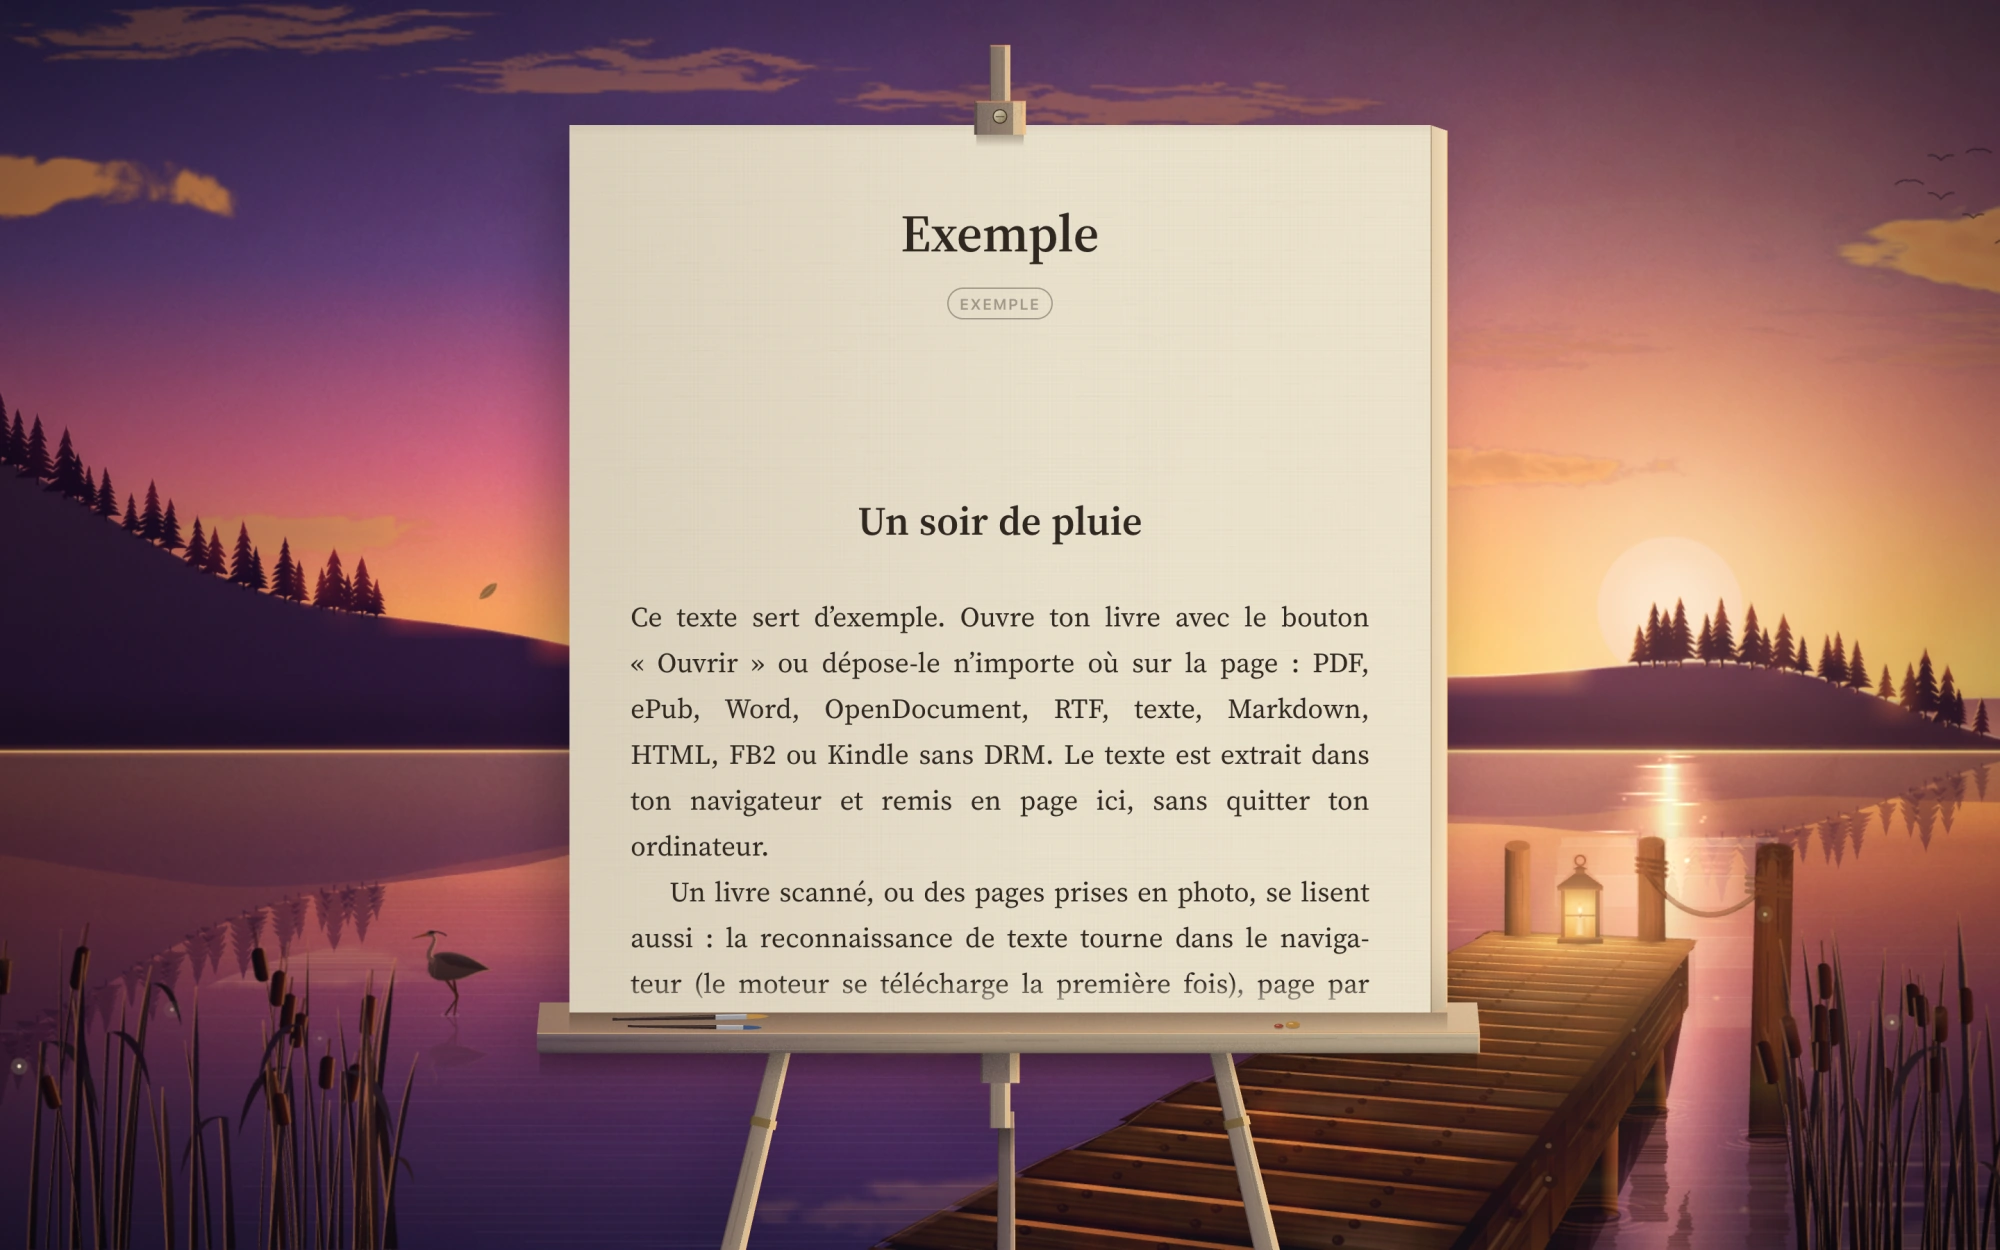 Exemple
EXEMPLE
Un soir de pluie
Ce texte sert d’exemple. Ouvre ton livre avec le bouton
« Ouvrir » ou dépose-le n’importe où sur la page : PDF,
ePub, Word, OpenDocument, RTF, texte, Markdown,
HTML, FB2 ou Kindle sans DRM. Le texte est extrait dans
ton navigateur et remis en page ici, sans quitter ton
ordinateur.
Un livre scanné, ou des pages prises en photo, se lisent
aussi : la reconnaissance de texte tourne dans le naviga-
teur (le moteur se télécharge la première fois), page par